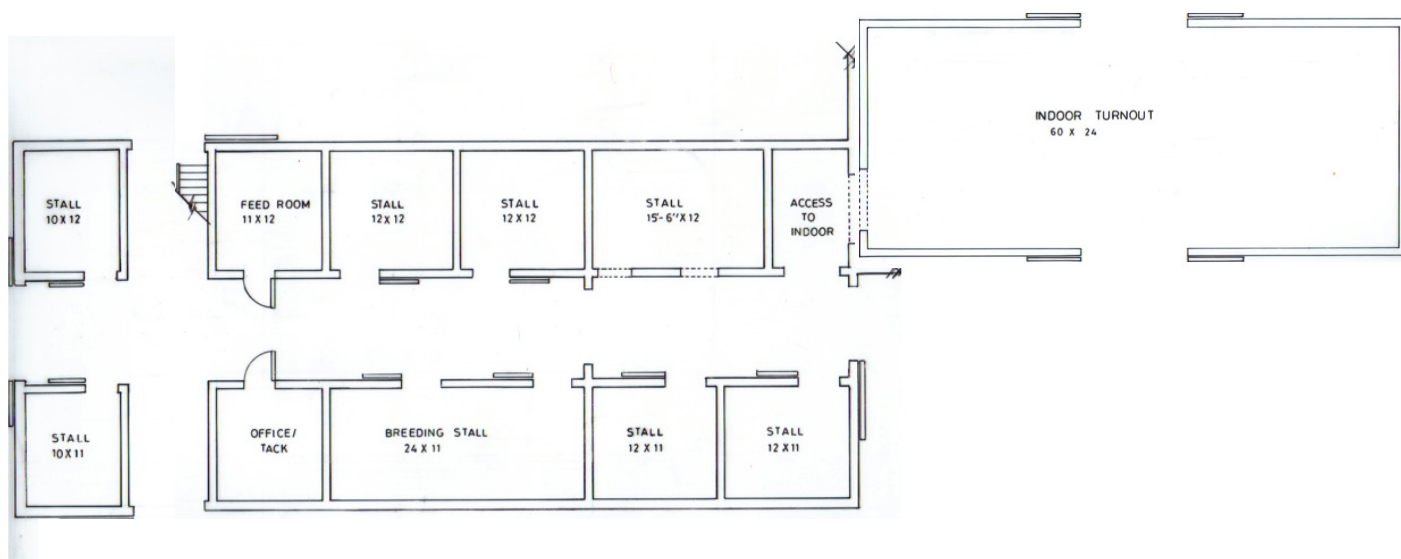 INDOOR TURNOUT
60 X 24
STALL
10 X 12
FEED ROOM
11 X 12
STALL
12 X 12
STALL
12 X 12
STALL
15'-6" X 12
ACCESS
TO
INDOOR
STALL
10 X 11
OFFICE/
TACK
BREEDING STALL
24 X 11
STALL
12 X 11
STALL
12 X 11